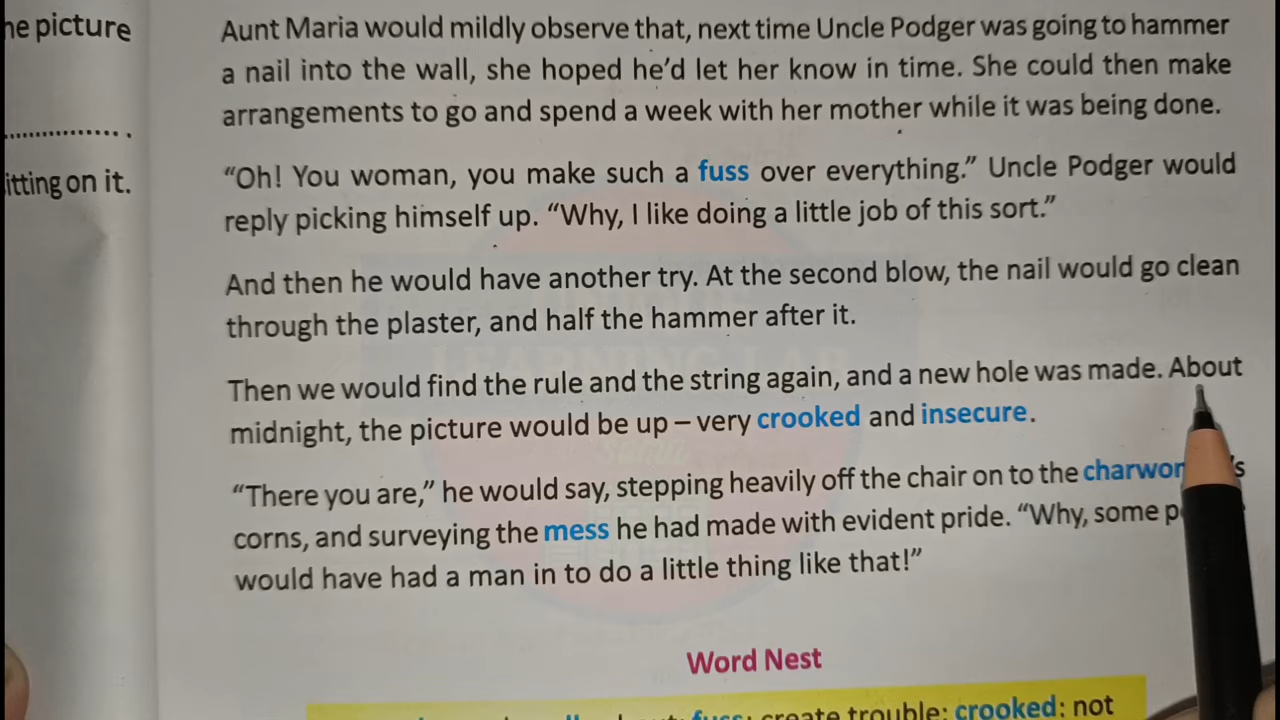 he picture
Aunt Maria would mildly observe that, next time Uncle Podger was going to hammer
a nail into the wall, she hoped he'd let her know in time. She could then make
arrangements to go and spend a week with her mother while it was being done.
itting on it.
"Oh! You woman, you make such a fuss over everything." Uncle Podger would
reply picking himself up. "Why, I like doing a little job of this sort."
And then he would have another try. At the second blow, the nail would go clean
through the plaster, and half the hammer after it.
Then we would find the rule and the string again, and a new hole was made. About
midnight, the picture would be up – very crooked and insecure.
"There you are," he would say, stepping heavily off the chair on to the
corns, and surveying the mess he had made with evident pride. "Why, some
would have had a man in to do a little thing like that!"
Word Nest
fuss: create trouble; crooked: not